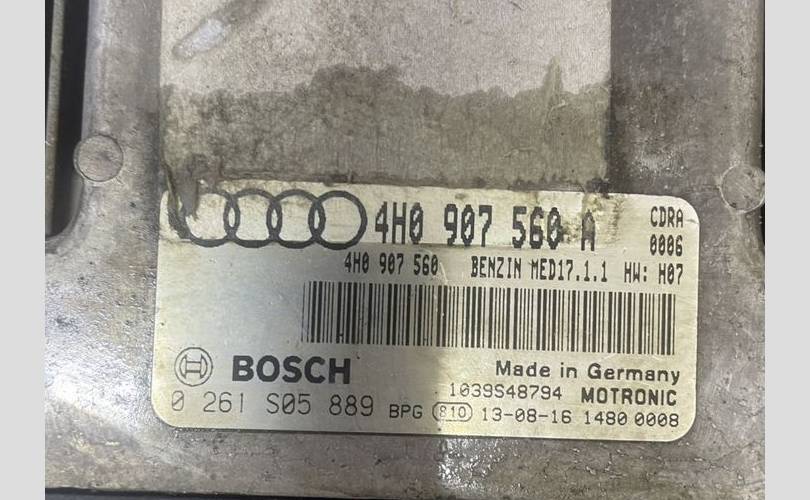 4H0 907 560 A CDRA
0006
4H0 907 560 BENZIN MED17.1.1 HW: H07
BOSCH Made in Germany
1039S48794 MOTRONIC
0 261 S05 889 BPG 810 13-08-16 1480 0008